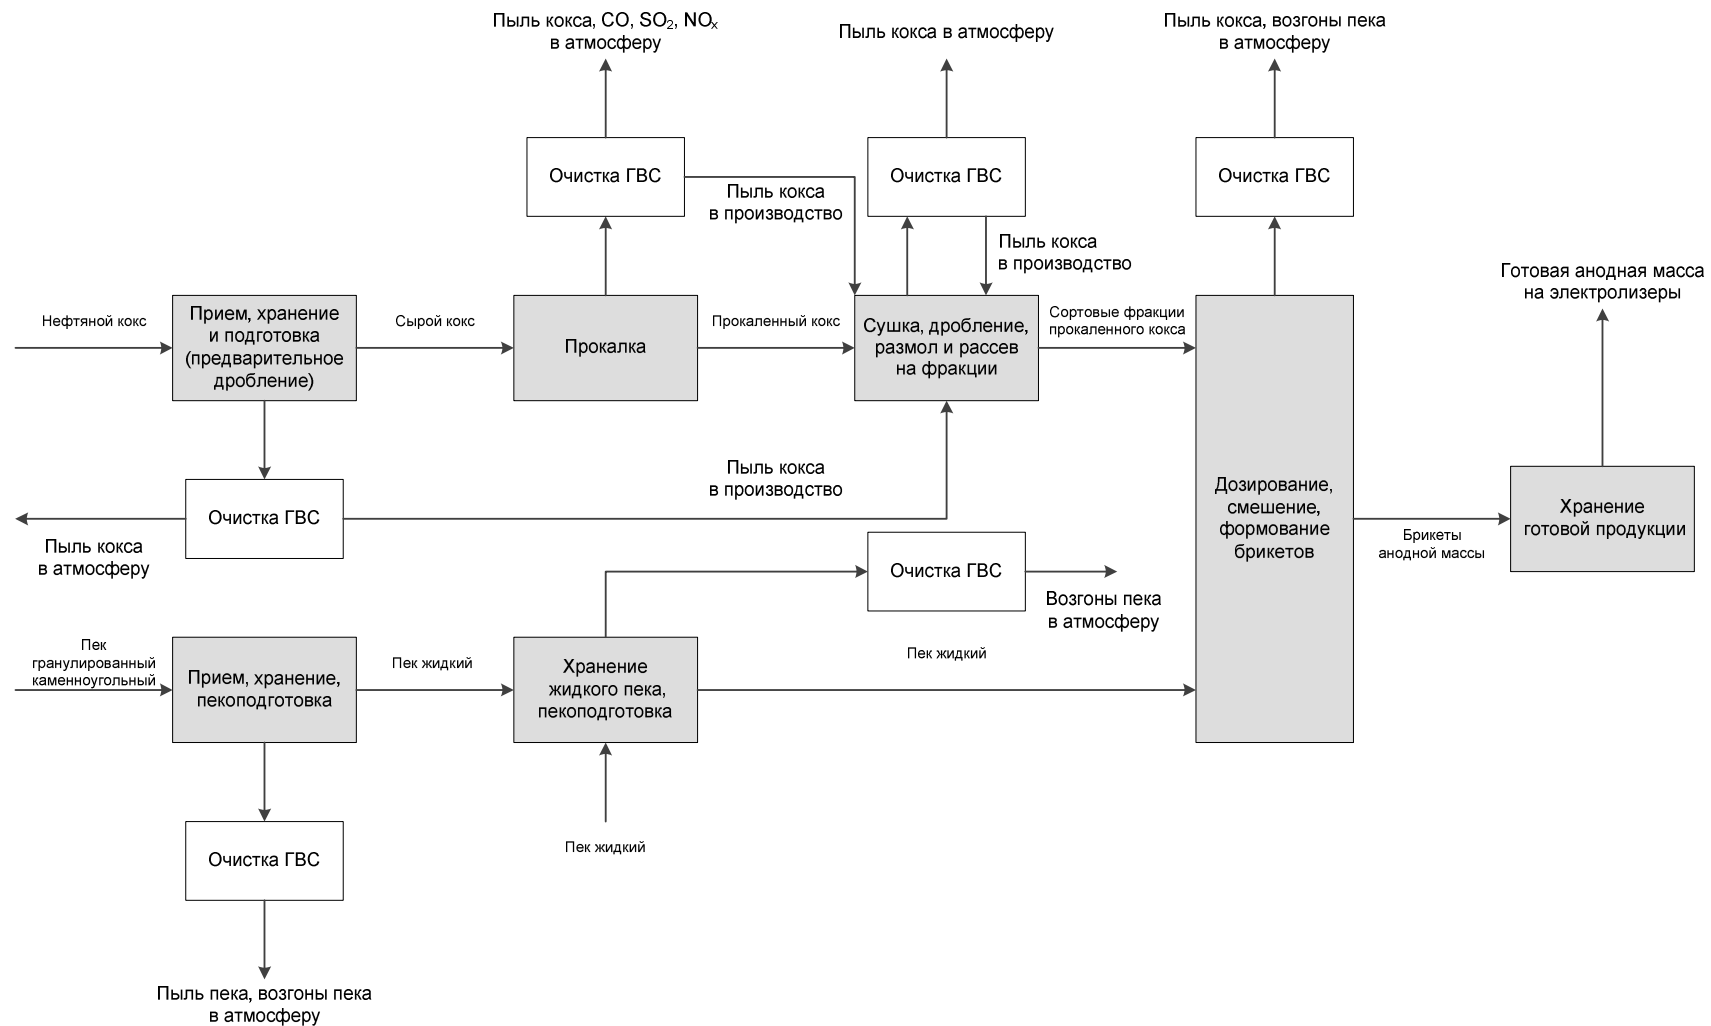 Пыль кокса, CO, SO₂, NOₓ
в атмосферу
Пыль кокса в атмосферу
Пыль кокса, возгоны пека
в атмосферу
Очистка ГВС
Очистка ГВС
Очистка ГВС
Пыль кокса
в производство
Пыль кокса
в производство
Готовая анодная масса
на электролизеры
Нефтяной кокс
Прием, хранение
и подготовка
(предварительное
дробление)
Сырой кокс
Прокалка
Прокаленный кокс
Сушка, дробление,
размол и рассев
на фракции
Сортовые фракции
прокаленного кокса
Пыль кокса
в производство
Очистка ГВС
Пыль кокса
в атмосферу
Дозирование,
смешение,
формование
брикетов
Брикеты
анодной массы
Хранение
готовой продукции
Очистка ГВС
Возгоны пека
в атмосферу
Пек
гранулированный
каменноугольный
Прием, хранение,
пекоподготовка
Пек жидкий
Хранение
жидкого пека,
пекоподготовка
Пек жидкий
Пек жидкий
Очистка ГВС
Пыль пека, возгоны пека
в атмосферу